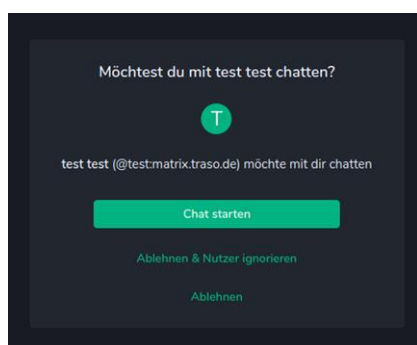 Möchtest du mit test test chatten?
T
test test (@test:matrix.traso.de) möchte mit dir chatten
Chat starten
Ablehnen & Nutzer ignorieren
Ablehnen